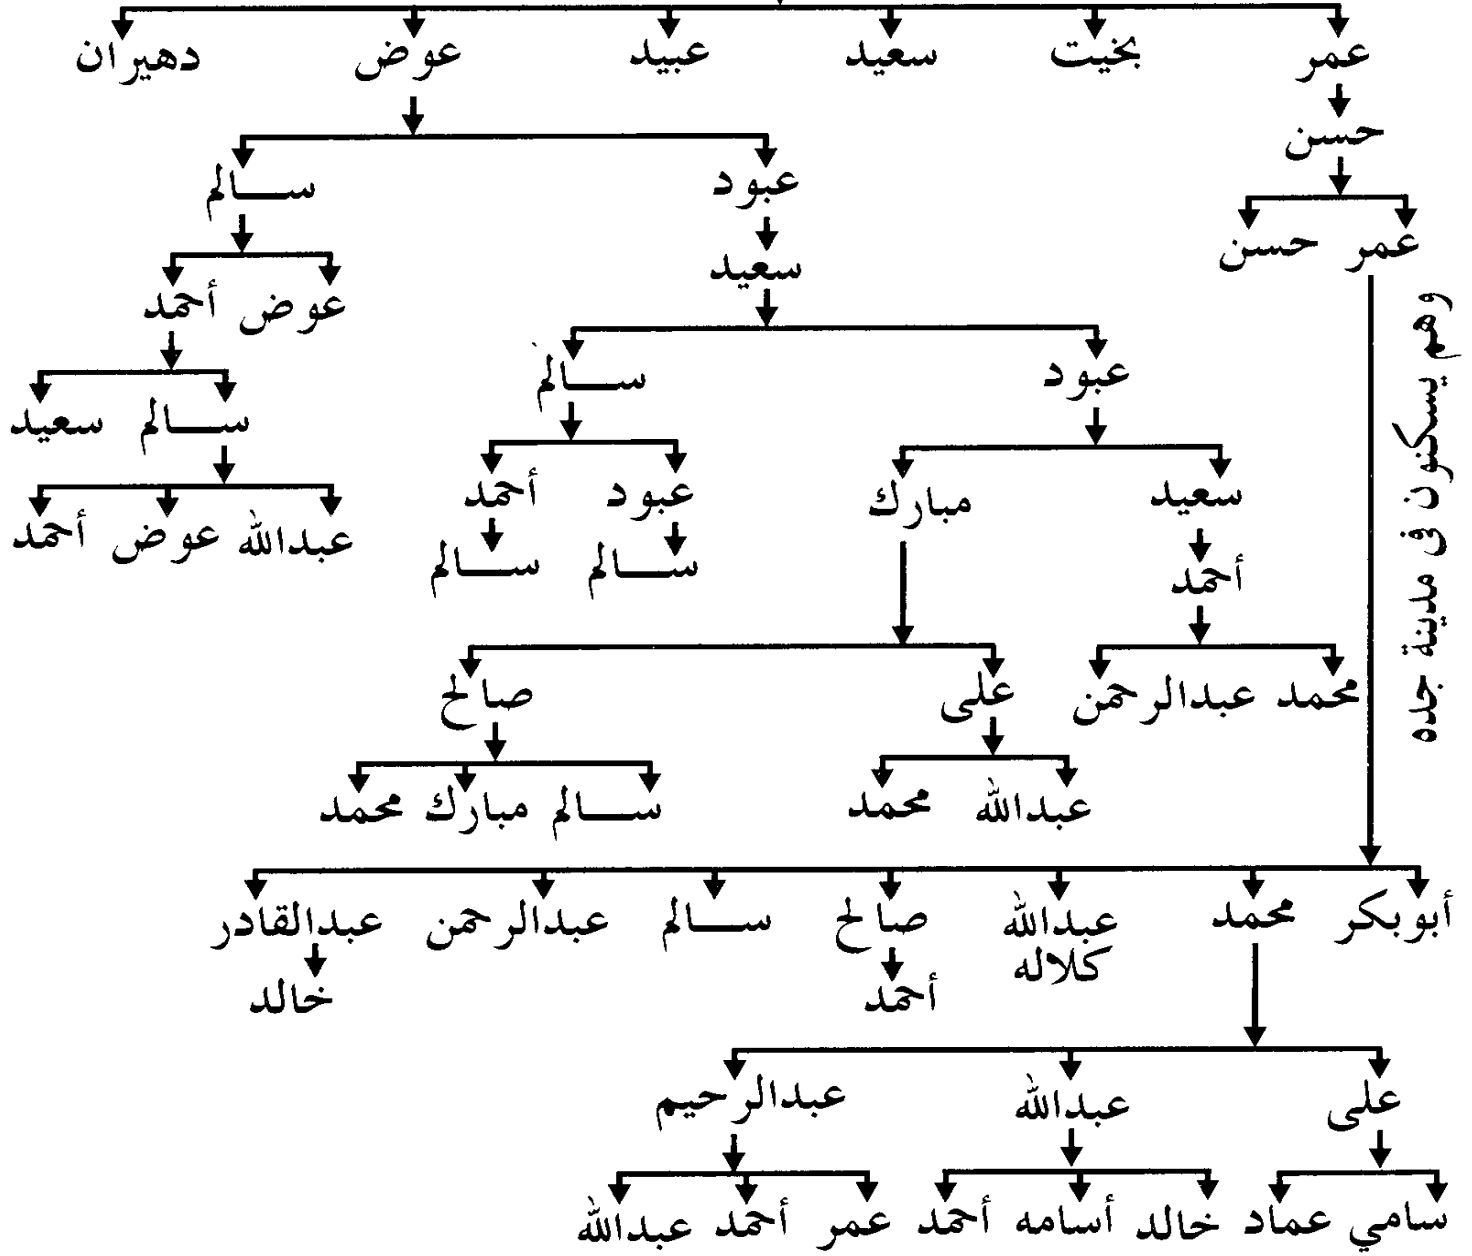 عمر بخيت سعيد عبيد عوض دهيران
حسن
عبود سالم
عمر حسن
سعيد
عوض أحمد
وهم يسكنون فى مدينة جده
عبود سالم
سالم سعيد
سعيد مبارك
عبود أحمد
عبدالله عوض أحمد
أحمد
سالم سالم
محمد عبدالرحمن
على صالح
عبدالله محمد
سالم مبارك محمد
أبوبكر محمد عبدالله صالح سالم عبدالرحمن عبدالقادر
كلاله
أحمد
خالد
على عبدالله عبدالرحيم
سامي عماد خالد أسامه أحمد عمر أحمد عبدالله